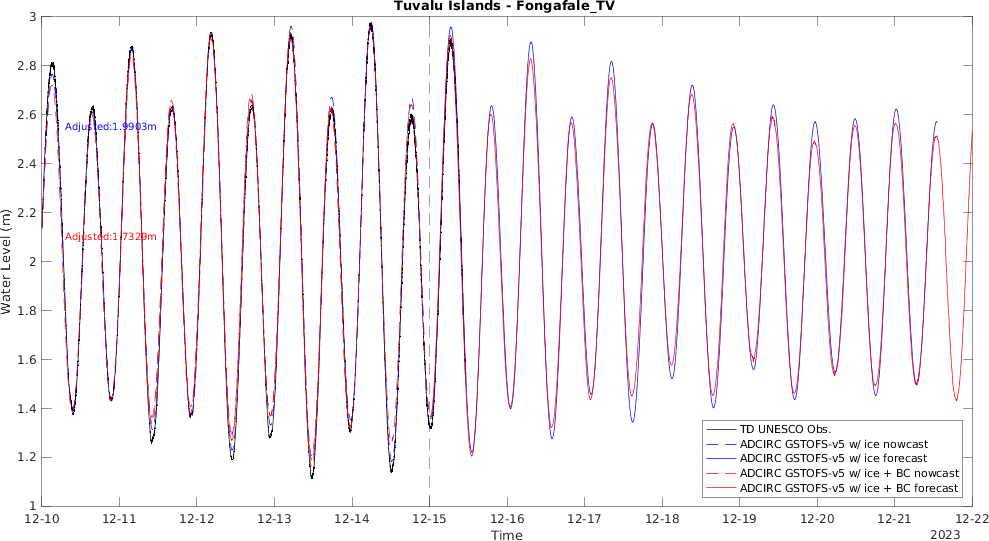 Tuvalu Islands - Fongafale_TV
3
2.8
2.6
2.4
2.2
2
1.8
1.6
1.4
1.2
1
Water Level (m)
Adjusted:1.9903m
Adjusted:1.7329m
TD UNESCO Obs.
ADCIRC GSTOFS-v5 w/ ice nowcast
ADCIRC GSTOFS-v5 w/ ice forecast
ADCIRC GSTOFS-v5 w/ ice + BC nowcast
ADCIRC GSTOFS-v5 w/ ice + BC forecast
12-10 12-11 12-12 12-13 12-14 12-15 12-16 12-17 12-18 12-19 12-20 12-21 12-22
Time
2023